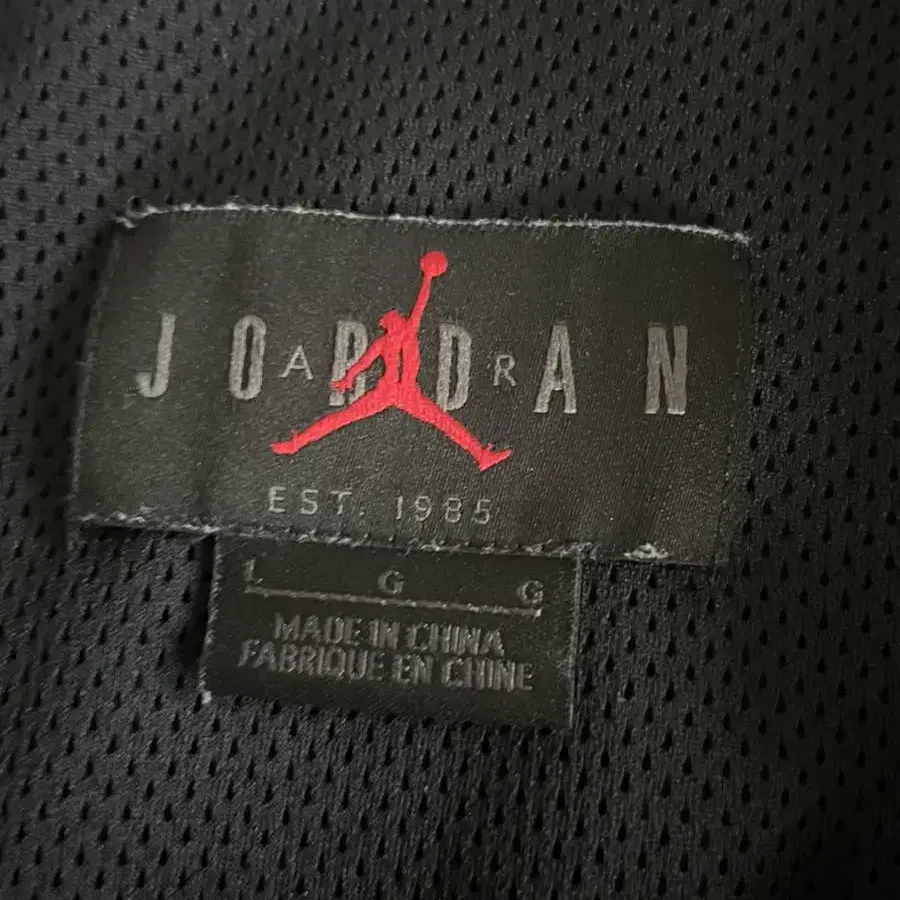 JORDAN
AIR
EST. 1985
L G G
MADE IN CHINA
FABRIQUE EN CHINE